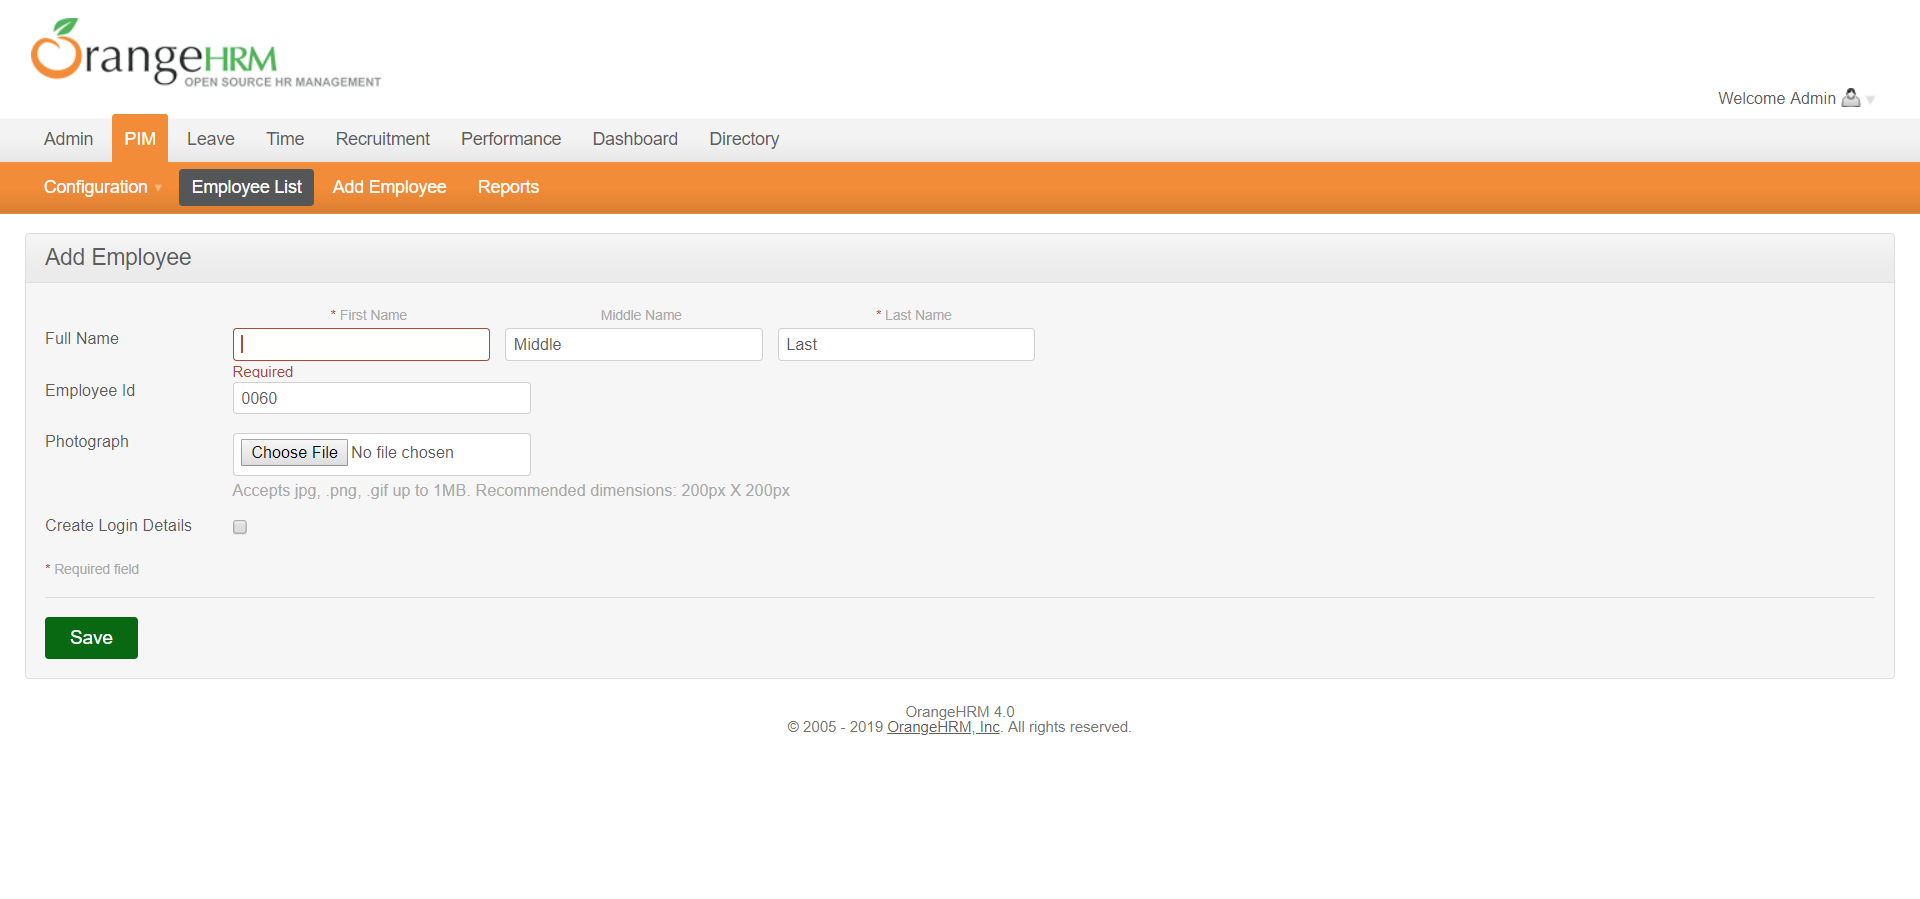 OrangeHRM
OPEN SOURCE HR MANAGEMENT
Welcome Admin
Admin PIM Leave Time Recruitment Performance Dashboard Directory
Configuration Employee List Add Employee Reports
Add Employee
* First Name Middle Name * Last Name
Full Name Middle Last
Required
Employee Id 0060
Photograph Choose File No file chosen
Accepts jpg, .png, .gif up to 1MB. Recommended dimensions: 200px X 200px
Create Login Details
* Required field
Save
OrangeHRM 4.0
© 2005 - 2019 OrangeHRM, Inc. All rights reserved.